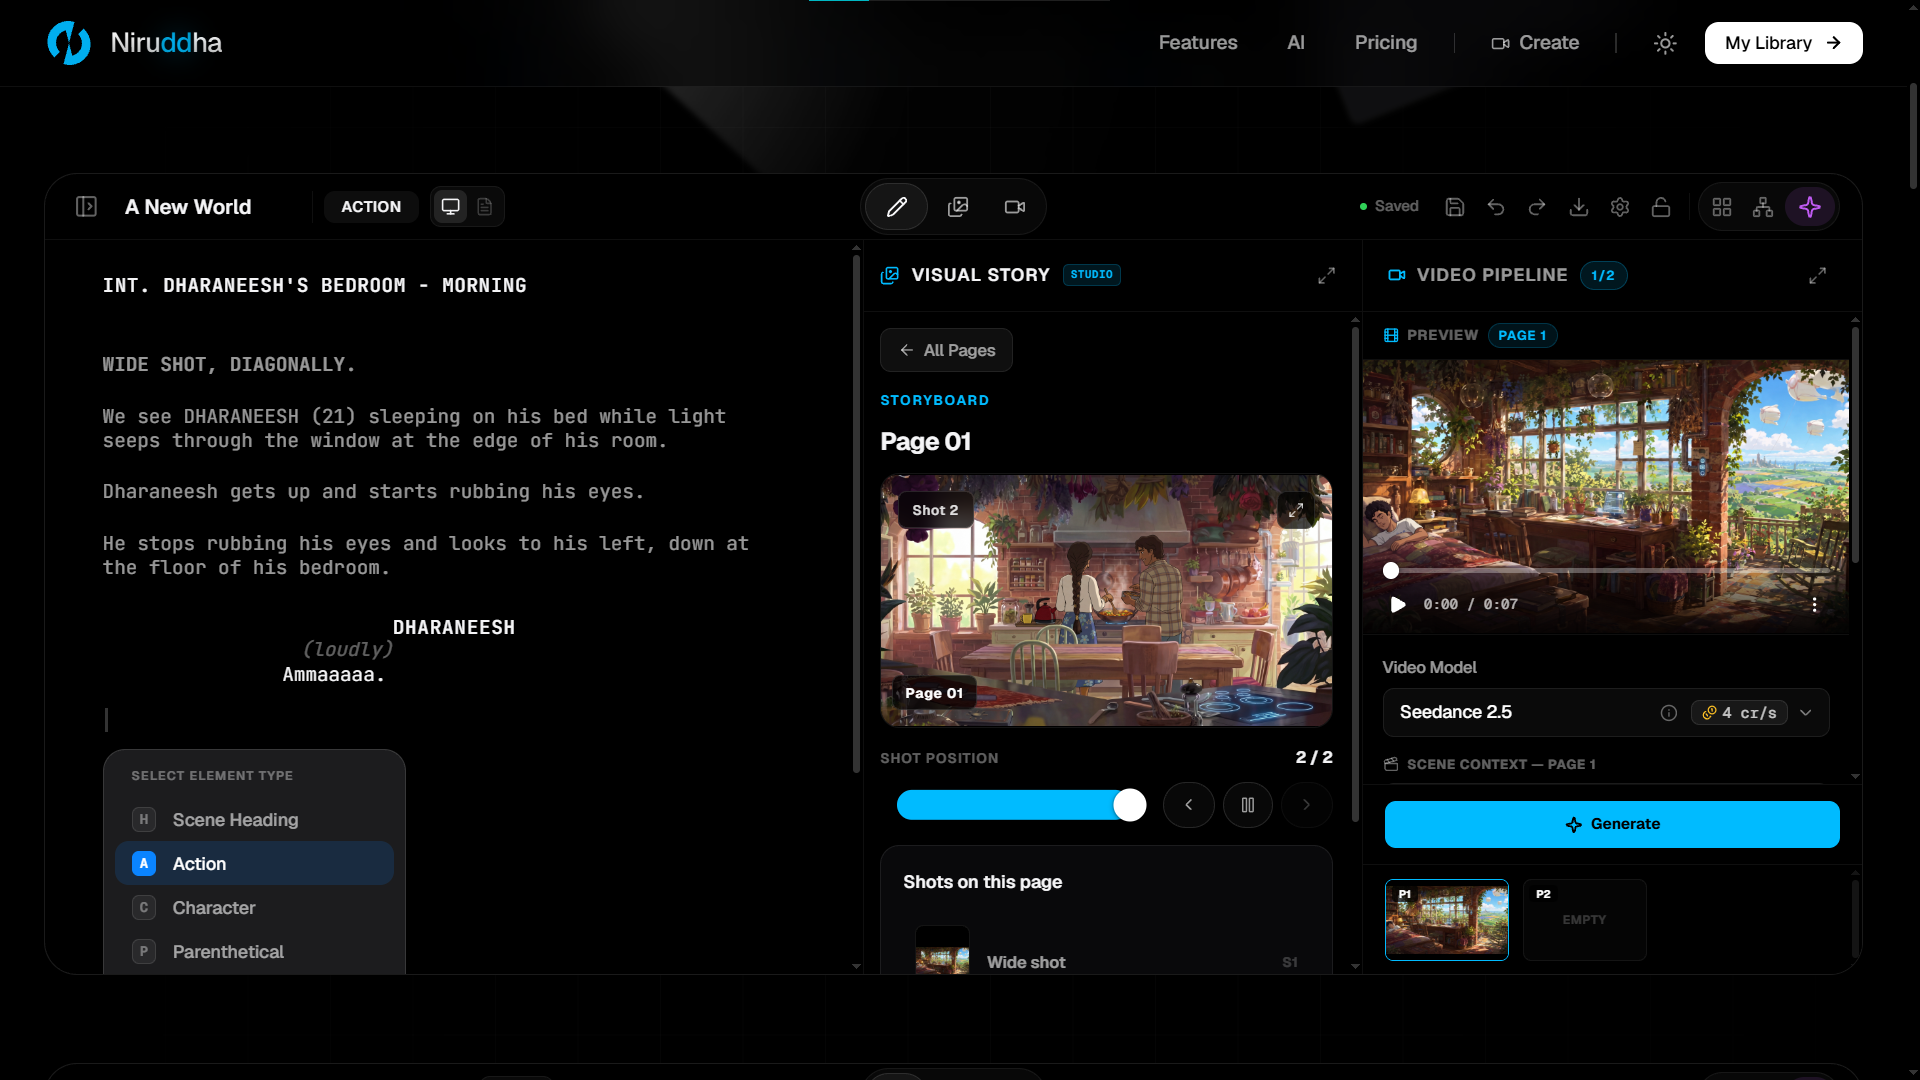 Niruddha
Features
AI
Pricing
Create
My Library
A New World
ACTION
Saved
INT. DHARANEESH'S BEDROOM - MORNING
WIDE SHOT, DIAGONALLY.
We see DHARANEESH (21) sleeping on his bed while light
seeps through the window at the edge of his room.
Dharaneesh gets up and starts rubbing his eyes.
He stops rubbing his eyes and looks to his left, down at
the floor of his bedroom.
DHARANEESH
(loudly)
Ammaaaaa.
SELECT ELEMENT TYPE
H Scene Heading
A Action
C Character
P Parenthetical
VISUAL STORY STUDIO
All Pages
STORYBOARD
Page 01
Shot 2
Page 01
SHOT POSITION 2 / 2
Shots on this page
Wide shot S1
VIDEO PIPELINE 1/2
PREVIEW PAGE 1
0:00 / 0:07
Video Model
Seedance 2.5 4 cr/s
SCENE CONTEXT — PAGE 1
Generate
P1
P2
EMPTY